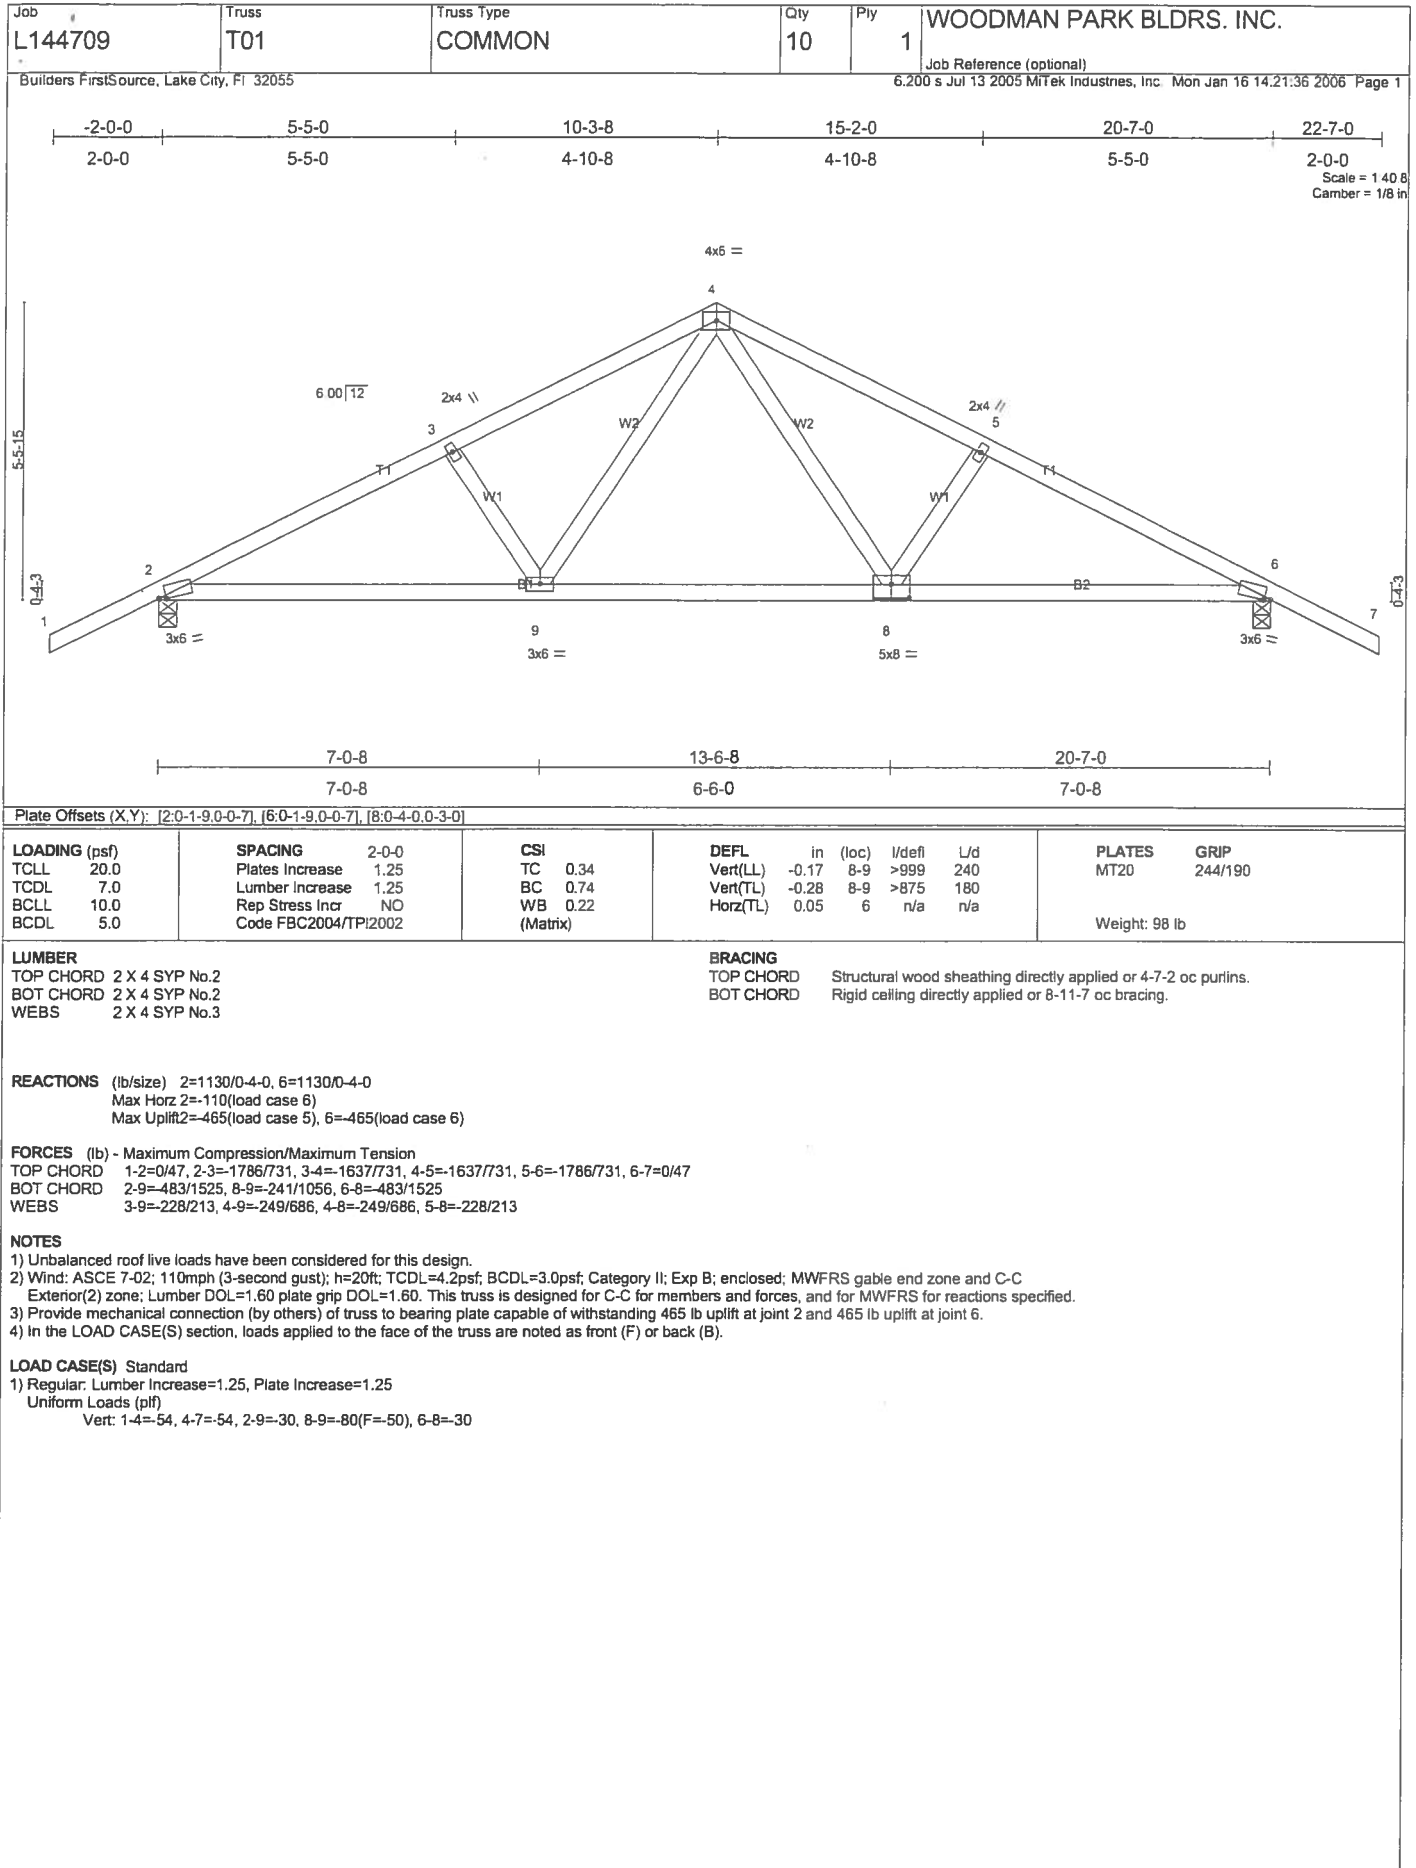 Job Truss Truss Type Qty Ply WOODMAN PARK BLDRS. INC.
L144709 T01 COMMON 10 1
Job Reference (optional)
Builders FirstSource, Lake City, Fl 32055 6.200 s Jul 13 2005 MiTek Industries, Inc. Mon Jan 16 14:21:36 2006 Page 1
-2-0-0 5-5-0 10-3-8 15-2-0 20-7-0 22-7-0
2-0-0 5-5-0 4-10-8 4-10-8 5-5-0 2-0-0
Scale = 1 40 8
Camber = 1/8 in
4x6 =
4
6 00 12
2x4 \\
2x4 //
3
5
W2 W2
5-5-15
T1 T1
W1 W1
2
6
B1 B2
0-4-3
0-4-3
1
7
3x6 = 9 8 3x6 =
3x6 = 5x8 =
7-0-8 13-6-8 20-7-0
7-0-8 6-6-0 7-0-8
Plate Offsets (X,Y): [2:0-1-9,0-0-7], [6:0-1-9,0-0-7], [8:0-4-0,0-3-0]
LOADING (psf) SPACING 2-0-0 CSI DEFL in (loc) l/defl L/d PLATES GRIP
TCLL 20.0 Plates Increase 1.25 TC 0.34 Vert(LL) -0.17 8-9 >999 240 MT20 244/190
TCDL 7.0 Lumber Increase 1.25 BC 0.74 Vert(TL) -0.28 8-9 >875 180
BCLL 10.0 Rep Stress Incr NO WB 0.22 Horz(TL) 0.05 6 n/a n/a
BCDL 5.0 Code FBC2004/TPI2002 (Matrix) Weight: 98 lb
LUMBER
TOP CHORD 2 X 4 SYP No.2
BOT CHORD 2 X 4 SYP No.2
WEBS 2 X 4 SYP No.3
BRACING
TOP CHORD Structural wood sheathing directly applied or 4-7-2 oc purlins.
BOT CHORD Rigid ceiling directly applied or 8-11-7 oc bracing.
REACTIONS (lb/size) 2=1130/0-4-0, 6=1130/0-4-0
Max Horz 2=-110(load case 6)
Max Uplift2=-465(load case 5), 6=-465(load case 6)
FORCES (lb) - Maximum Compression/Maximum Tension
TOP CHORD 1-2=0/47, 2-3=-1786/731, 3-4=-1637/731, 4-5=-1637/731, 5-6=-1786/731, 6-7=0/47
BOT CHORD 2-9=-483/1525, 8-9=-241/1056, 6-8=-483/1525
WEBS 3-9=-228/213, 4-9=-249/686, 4-8=-249/686, 5-8=-228/213
NOTES
1) Unbalanced roof live loads have been considered for this design.
2) Wind: ASCE 7-02; 110mph (3-second gust); h=20ft; TCDL=4.2psf; BCDL=3.0psf; Category II; Exp B; enclosed; MWFRS gable end zone and C-C
Exterior(2) zone; Lumber DOL=1.60 plate grip DOL=1.60. This truss is designed for C-C for members and forces, and for MWFRS for reactions specified.
3) Provide mechanical connection (by others) of truss to bearing plate capable of withstanding 465 lb uplift at joint 2 and 465 lb uplift at joint 6.
4) In the LOAD CASE(S) section, loads applied to the face of the truss are noted as front (F) or back (B).
LOAD CASE(S) Standard
1) Regular: Lumber Increase=1.25, Plate Increase=1.25
Uniform Loads (plf)
Vert: 1-4=-54, 4-7=-54, 2-9=-30, 8-9=-80(F=-50), 6-8=-30